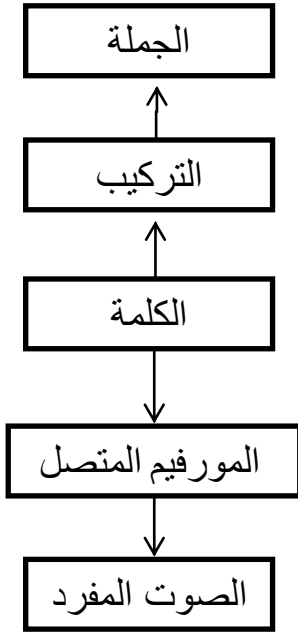 الجملة
التركيب
الكلمة
المورفيم المتصل
الصوت المفرد